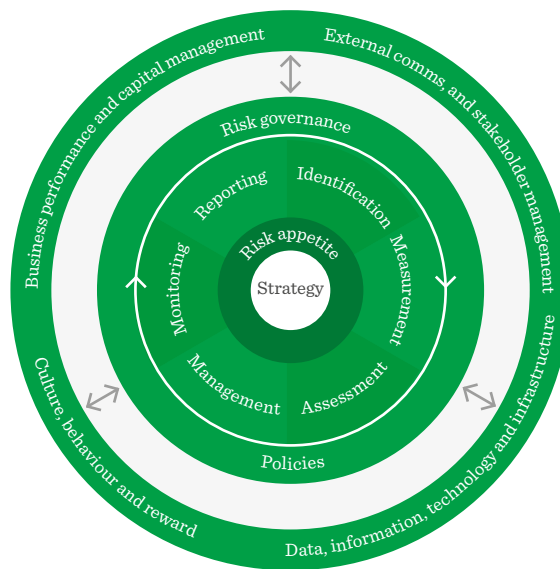 Business performance and capital management
External comms, and stakeholder management
Risk governance
Reporting
Identification
Risk appetite
Monitoring
Strategy
Measurement
Management
Assessment
Policies
Culture, behaviour and reward
Data, information, technology and infrastructure